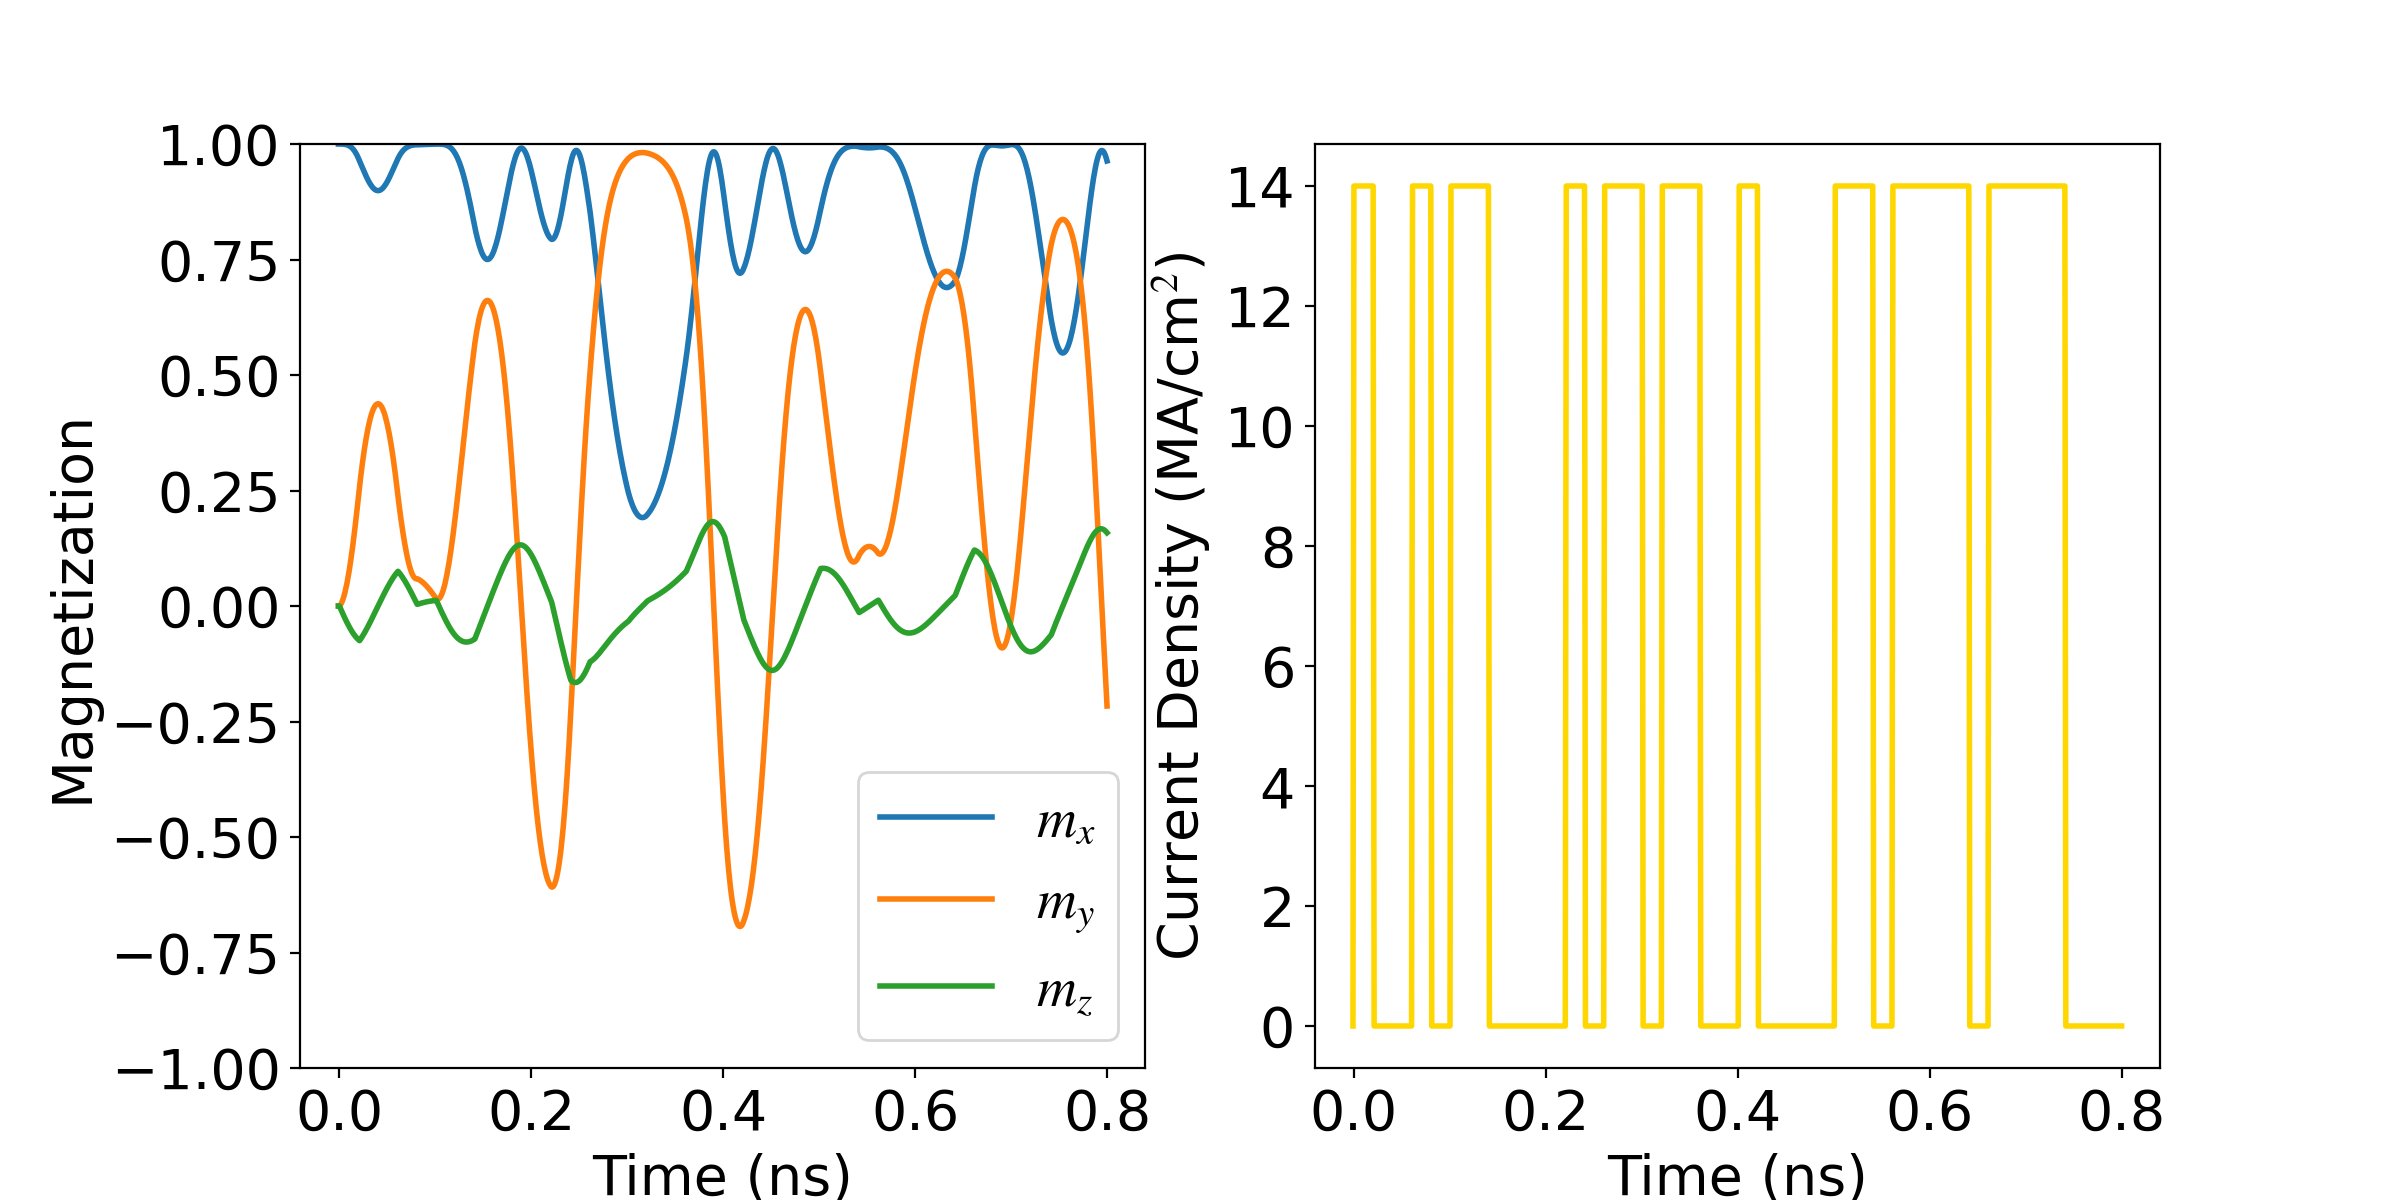 Magnetization
1.00
0.75
0.50
0.25
0.00
−0.25
−0.50
−0.75
−1.00
0.0 0.2 0.4 0.6 0.8
Time (ns)
m_x
m_y
m_z
Current Density (MA/cm²)
14
12
10
8
6
4
2
0
0.0 0.2 0.4 0.6 0.8
Time (ns)